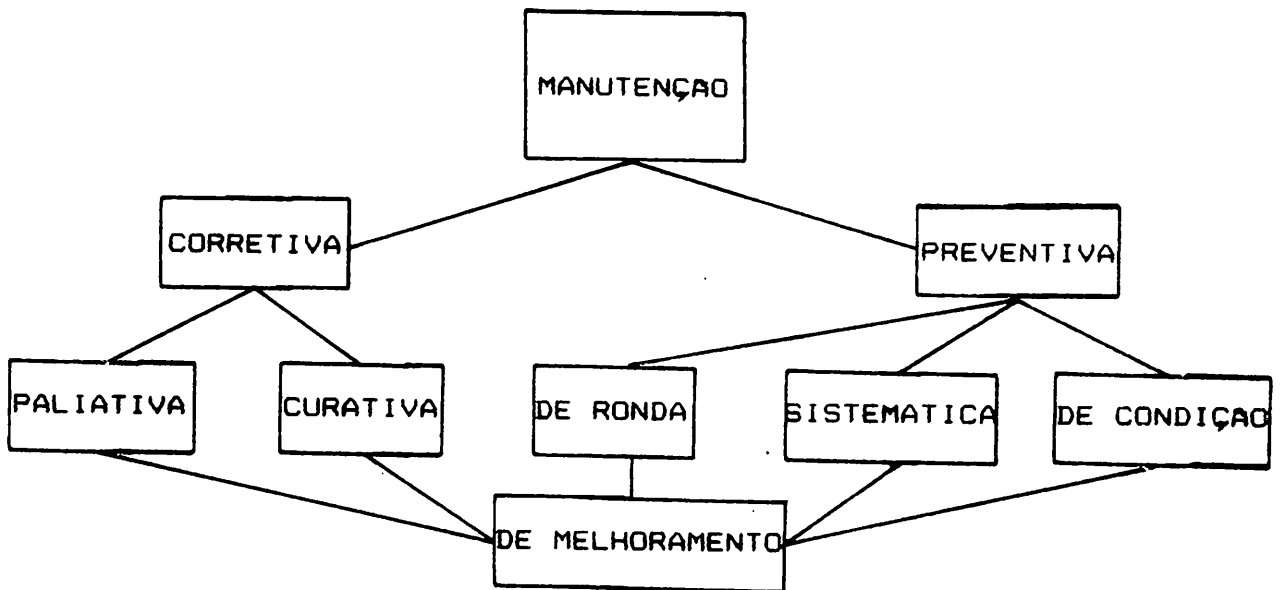 MANUTENÇAO
CORRETIVA
PREVENTIVA
PALIATIVA
CURATIVA
DE RONDA
SISTEMATICA
DE CONDIÇAO
DE MELHORAMENTO